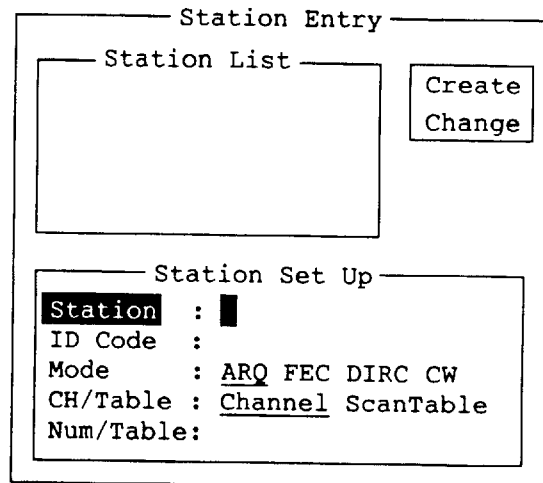 Station Entry
Station List
Create
Change
Station Set Up
Station :
ID Code :
Mode : ARQ FEC DIRC CW
CH/Table : Channel ScanTable
Num/Table: